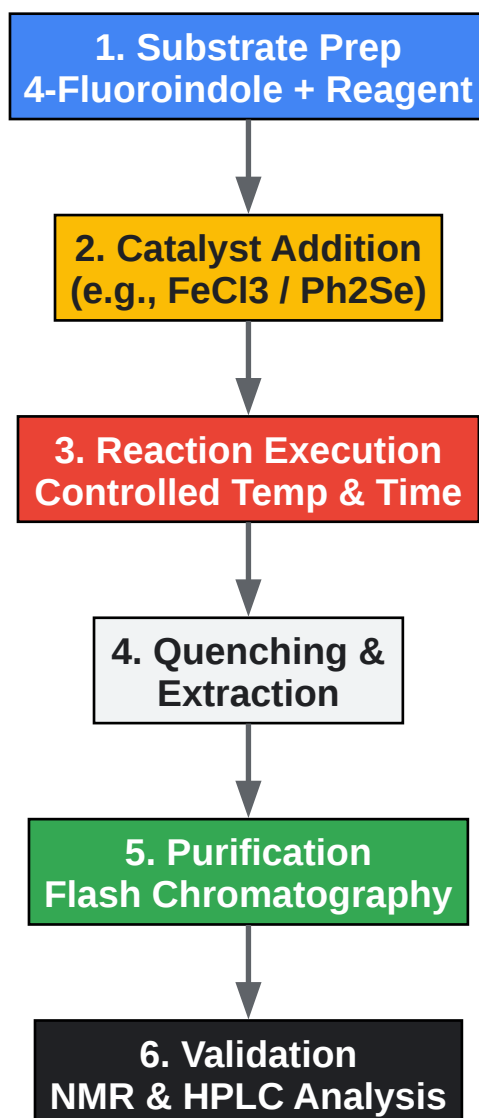 1. Substrate Prep
4-Fluoroindole + Reagent
2. Catalyst Addition
(e.g., FeCl3 / Ph2Se)
3. Reaction Execution
Controlled Temp & Time
4. Quenching &
Extraction
5. Purification
Flash Chromatography
6. Validation
NMR & HPLC Analysis